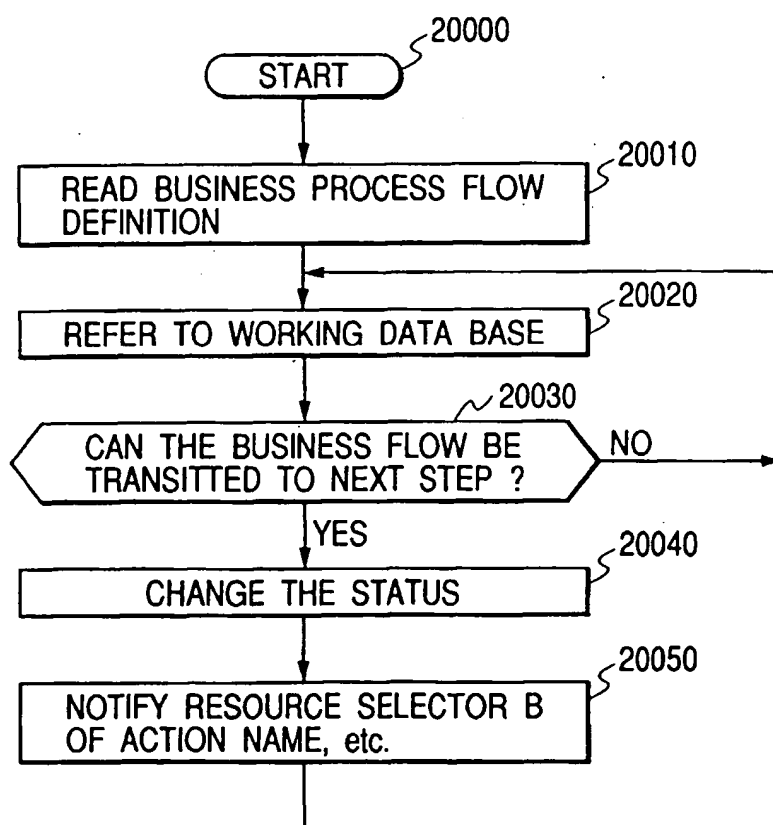 20000
START
20010
READ BUSINESS PROCESS FLOW
DEFINITION
20020
REFER TO WORKING DATA BASE
20030
CAN THE BUSINESS FLOW BE
TRANSITTED TO NEXT STEP ?
NO
YES
20040
CHANGE THE STATUS
20050
NOTIFY RESOURCE SELECTOR B
OF ACTION NAME, etc.